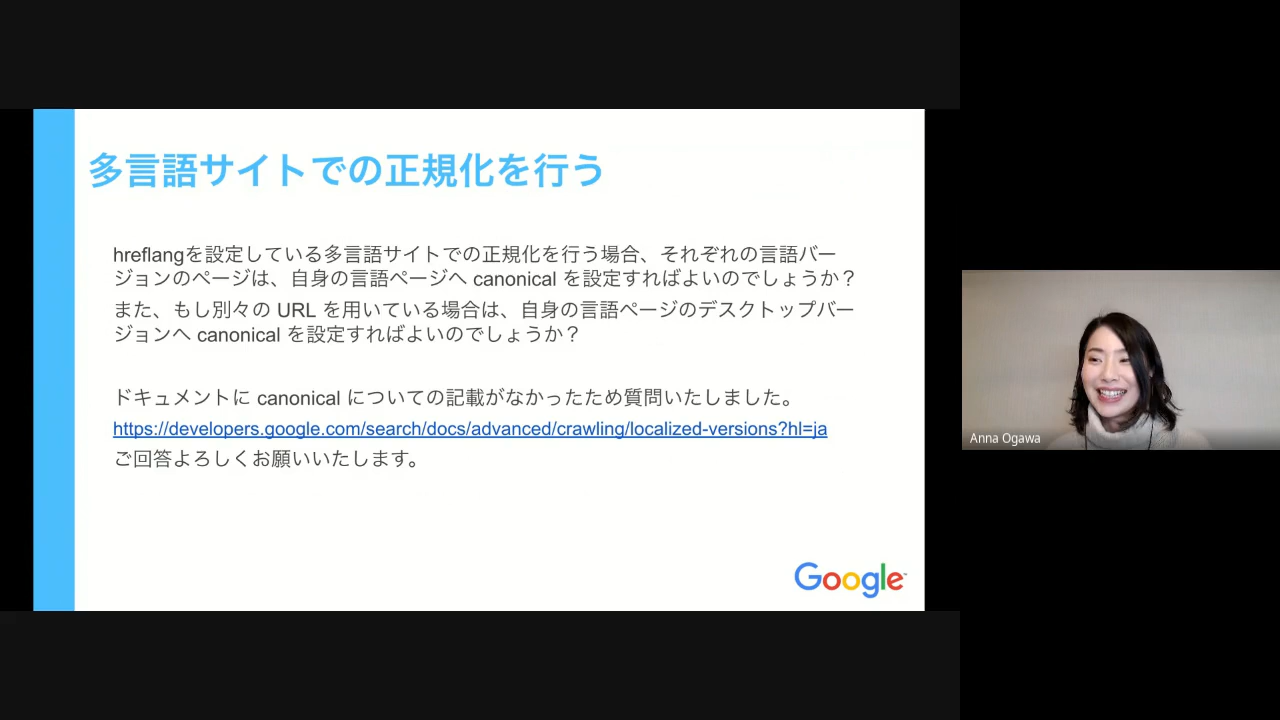 多言語サイトでの正規化を行う
hreflangを設定している多言語サイトでの正規化を行う場合、それぞれの言語バー
ジョンのページは、自身の言語ページへ canonical を設定すればよいのでしょうか？
また、もし別々の URL を用いている場合は、自身の言語ページのデスクトップバー
ジョンへ canonical を設定すればよいのでしょうか？
ドキュメントに canonical についての記載がなかったため質問いたしました。
https://developers.google.com/search/docs/advanced/crawling/localized-versions?hl=ja
ご回答よろしくお願いいたします。
Google
Anna Ogawa